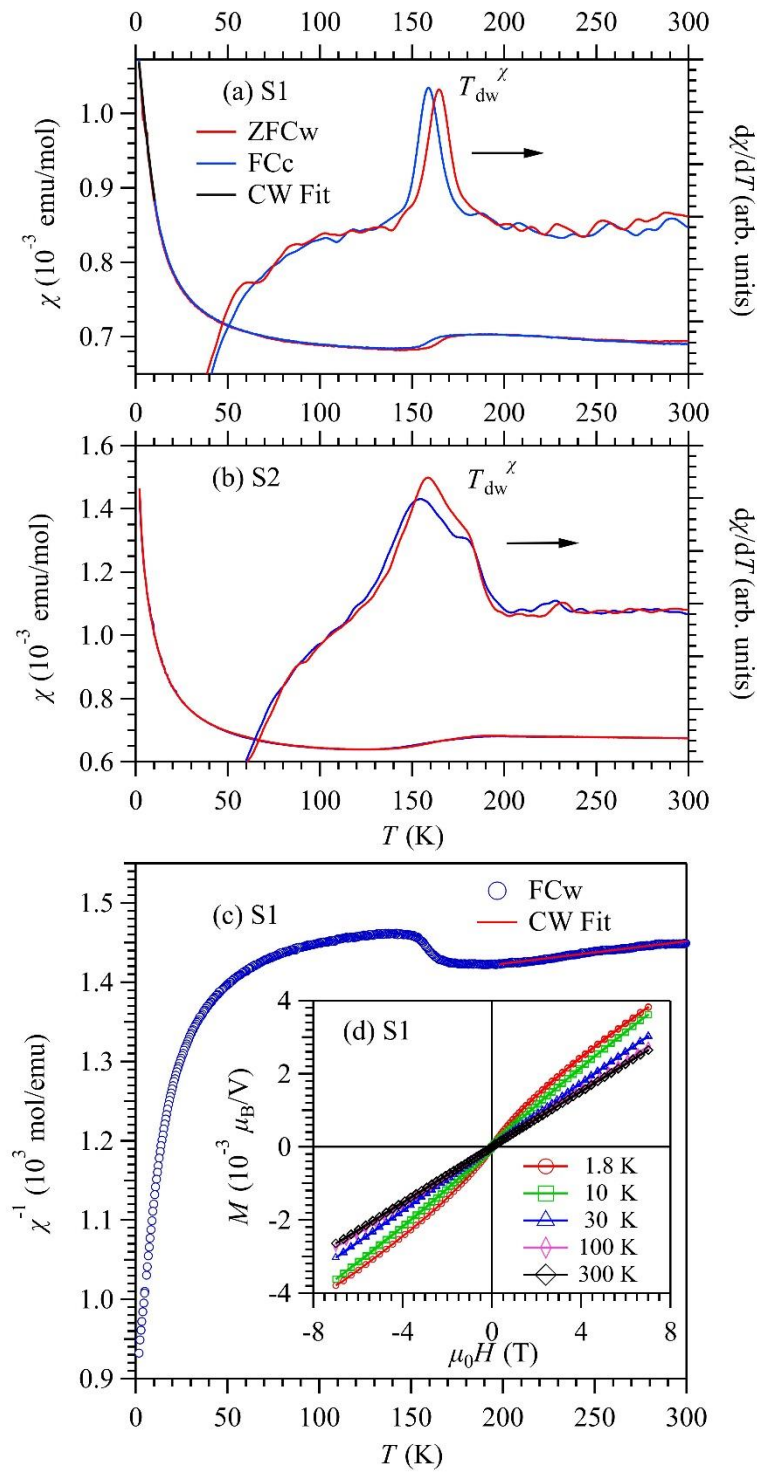 0 50 100 150 200 250 300
(a) S1
T_dw^χ
ZFCw
FCc
CW Fit
1.0
0.9
0.8
0.7
χ (10⁻³ emu/mol)
dχ/dT (arb. units)
0 50 100 150 200 250 300
1.6
(b) S2
T_dw^χ
1.4
1.2
1.0
0.8
0.6
χ (10⁻³ emu/mol)
dχ/dT (arb. units)
0 50 100 150 200 250 300
T (K)
(c) S1
FCw
CW Fit
1.5
1.4
1.3
1.2
1.1
1.0
0.9
χ⁻¹ (10³ mol/emu)
(d) S1
4
2
0
-2
-4
M (10⁻³ μ_B/V)
1.8 K
10 K
30 K
100 K
300 K
-8 -4 0 4 8
μ₀H (T)
0 50 100 150 200 250 300
T (K)